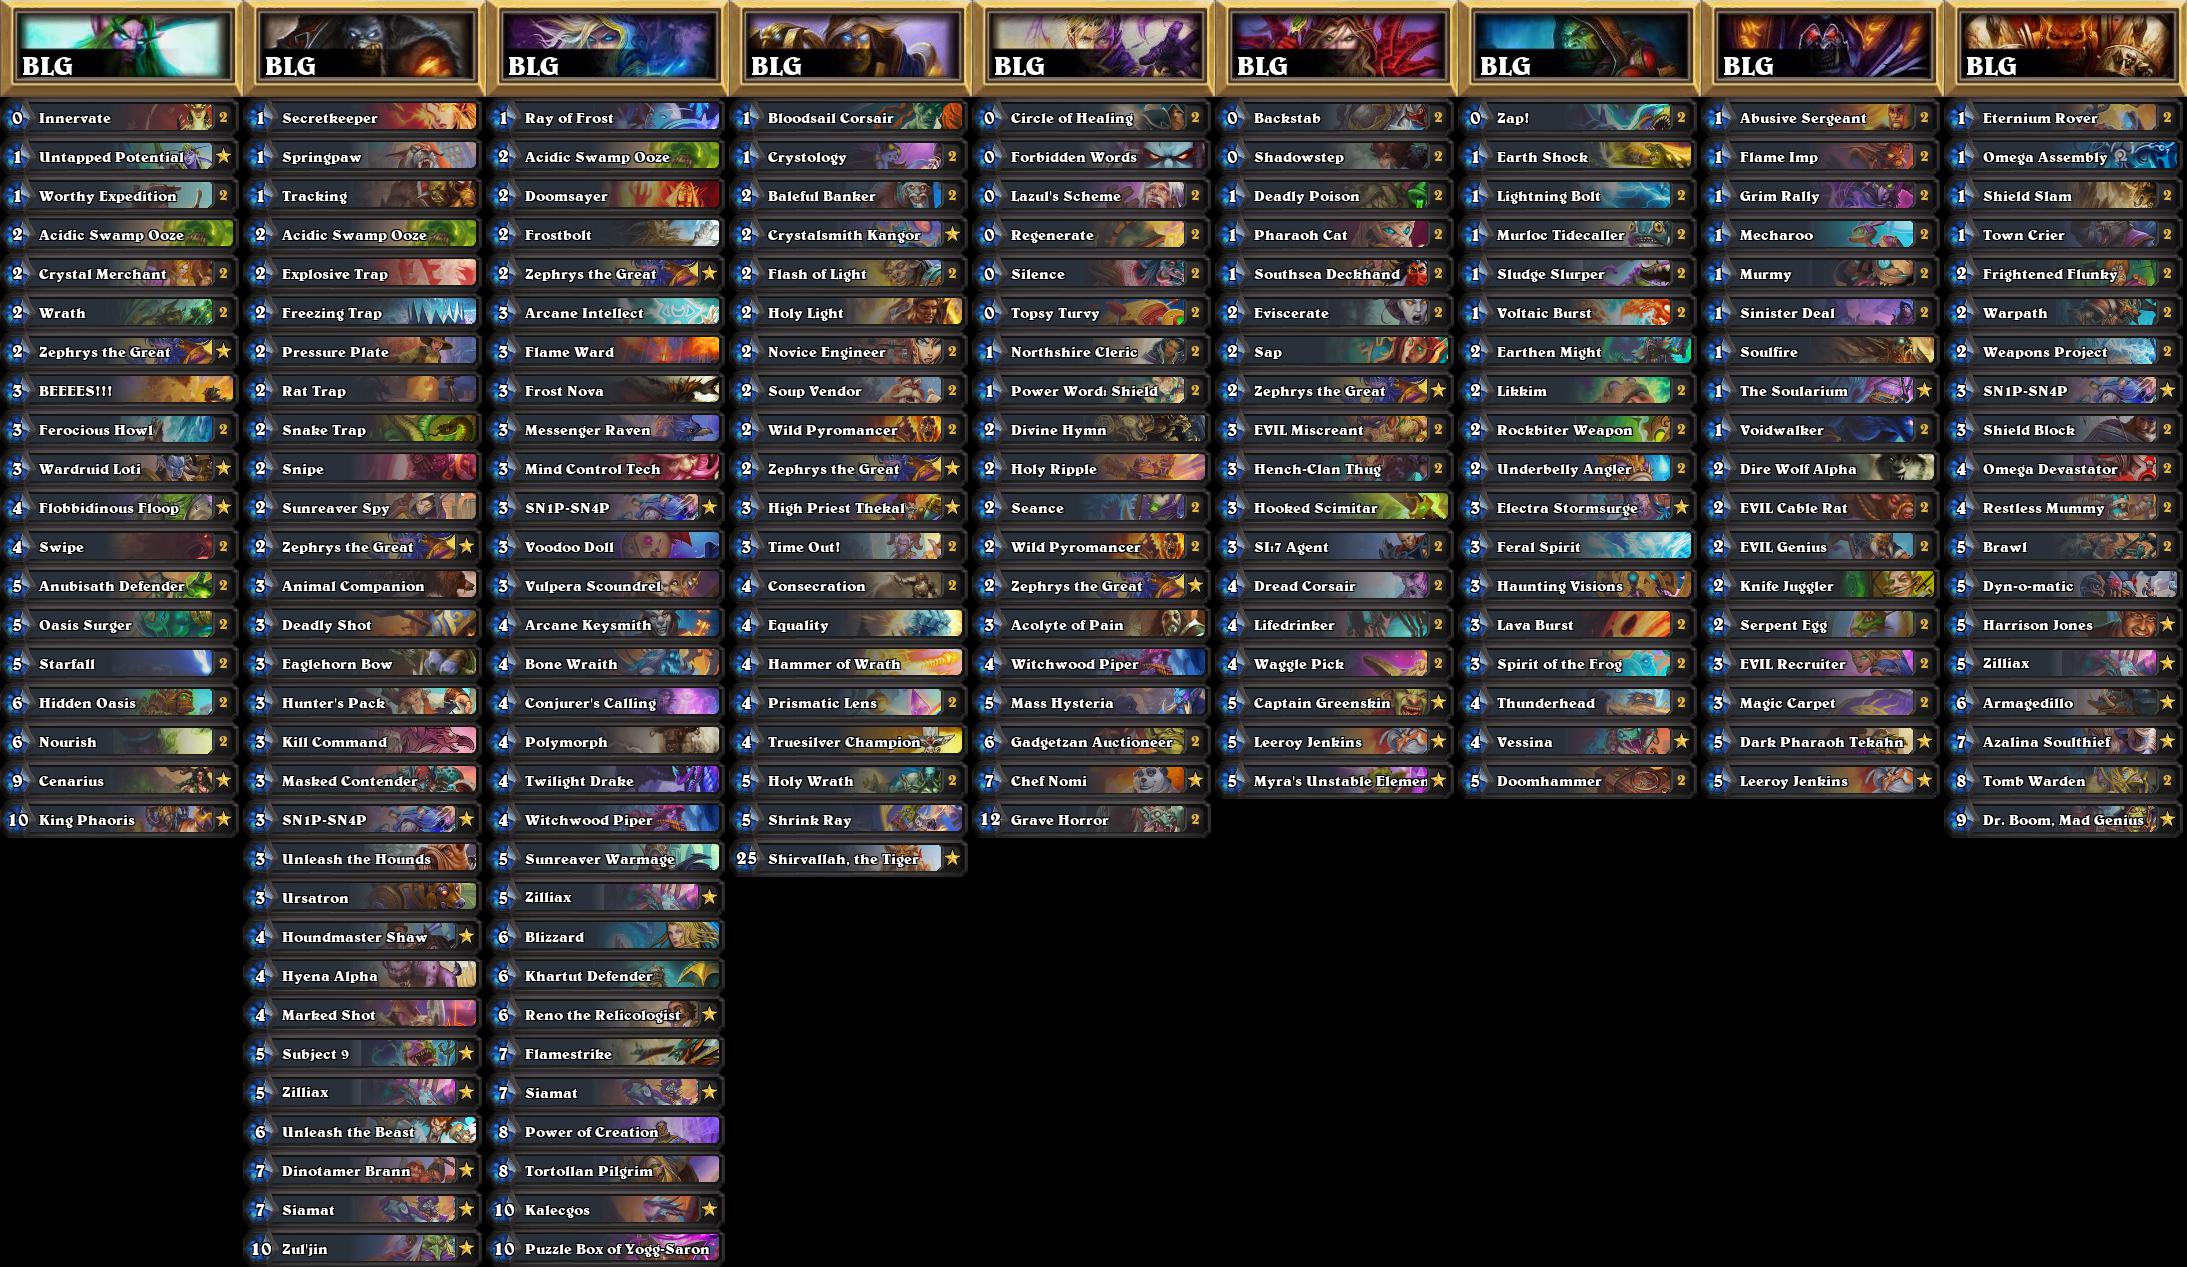 BLG
0 Innervate 2
1 Untapped Potential
1 Worthy Expedition 2
2 Acidic Swamp Ooze
2 Crystal Merchant 2
2 Wrath 2
2 Zephrys the Great
3 BEEEES!!!
3 Ferocious Howl 2
3 Wardruid Loti
4 Flobbidinous Floop
4 Swipe 2
5 Anubisath Defender 2
5 Oasis Surger 2
5 Starfall 2
6 Hidden Oasis 2
6 Nourish 2
9 Cenarius
10 King Phaoris
BLG
1 Secretkeeper
1 Springpaw
1 Tracking
2 Acidic Swamp Ooze
2 Explosive Trap
2 Freezing Trap
2 Pressure Plate
2 Rat Trap
2 Snake Trap
2 Snipe
2 Sunreaver Spy
2 Zephrys the Great
3 Animal Companion
3 Deadly Shot
3 Eaglehorn Bow
3 Hunter's Pack
3 Kill Command
3 Masked Contender
3 SN1P-SN4P
3 Unleash the Hounds
3 Ursatron
4 Houndmaster Shaw
4 Hyena Alpha
4 Marked Shot
5 Subject 9
5 Zilliax
6 Unleash the Beast
7 Dinotamer Brann
7 Siamat
10 Zul'jin
BLG
1 Ray of Frost
2 Acidic Swamp Ooze
2 Doomsayer
2 Frostbolt
2 Zephrys the Great
3 Arcane Intellect
3 Flame Ward
3 Frost Nova
3 Messenger Raven
3 Mind Control Tech
3 SN1P-SN4P
3 Voodoo Doll
3 Vulpera Scoundrel
4 Arcane Keysmith
4 Bone Wraith
4 Conjurer's Calling
4 Polymorph
4 Twilight Drake
4 Witchwood Piper
5 Sunreaver Warmage
5 Zilliax
6 Blizzard
6 Khartut Defender
6 Reno the Relicologist
7 Flamestrike
7 Siamat
8 Power of Creation
8 Tortollan Pilgrim
10 Kalecgos
10 Puzzle Box of Yogg-Saron
BLG
1 Bloodsail Corsair
1 Crystology 2
2 Baleful Banker 2
2 Crystalsmith Kangor
2 Flash of Light 2
2 Holy Light
2 Novice Engineer 2
2 Soup Vendor 2
2 Wild Pyromancer 2
2 Zephrys the Great
3 High Priest Thekal
3 Time Out! 2
4 Consecration 2
4 Equality
4 Hammer of Wrath
4 Prismatic Lens 2
4 Truesilver Champion
5 Holy Wrath 2
5 Shrink Ray
25 Shirvallah, the Tiger
BLG
0 Circle of Healing 2
0 Forbidden Words
0 Lazul's Scheme 2
0 Regenerate 2
0 Silence 2
0 Topsy Turvy 2
1 Northshire Cleric 2
1 Power Word: Shield 2
2 Divine Hymn
2 Holy Ripple
2 Seance 2
2 Wild Pyromancer 2
2 Zephrys the Great
3 Acolyte of Pain
4 Witchwood Piper
5 Mass Hysteria
6 Gadgetzan Auctioneer 2
7 Chef Nomi
12 Grave Horror 2
BLG
0 Backstab 2
0 Shadowstep 2
1 Deadly Poison 2
1 Pharaoh Cat 2
1 Southsea Deckhand 2
2 Eviscerate 2
2 Sap
2 Zephrys the Great
3 EVIL Miscreant 2
3 Hench-Clan Thug 2
3 Hooked Scimitar
3 SI:7 Agent 2
4 Dread Corsair 2
4 Lifedrinker 2
4 Waggle Pick 2
5 Captain Greenskin
5 Leeroy Jenkins
5 Myra's Unstable Elemen
BLG
0 Zap! 2
1 Earth Shock
1 Lightning Bolt 2
1 Murloc Tidecaller 2
1 Sludge Slurper 2
1 Voltaic Burst 2
2 Earthen Might
2 Likkim 2
2 Rockbiter Weapon 2
2 Underbelly Angler 2
3 Electra Stormsurge
3 Feral Spirit
3 Haunting Visions
3 Lava Burst 2
3 Spirit of the Frog 2
4 Thunderhead 2
4 Vessina
5 Doomhammer 2
BLG
1 Abusive Sergeant 2
1 Flame Imp 2
1 Grim Rally 2
1 Mecharoo 2
1 Murmy 2
1 Sinister Deal 2
1 Soulfire
1 The Soularium
1 Voidwalker 2
2 Dire Wolf Alpha
2 EVIL Cable Rat 2
2 EVIL Genius 2
2 Knife Juggler
2 Serpent Egg 2
3 EVIL Recruiter 2
3 Magic Carpet 2
5 Dark Pharaoh Tekahn
5 Leeroy Jenkins
BLG
1 Eternium Rover 2
1 Omega Assembly
1 Shield Slam 2
1 Town Crier 2
2 Frightened Flunky 2
2 Warpath 2
2 Weapons Project 2
3 SN1P-SN4P
3 Shield Block 2
4 Omega Devastator 2
4 Restless Mummy 2
5 Brawl 2
5 Dyn-o-matic
5 Harrison Jones
5 Zilliax
6 Armagedillo
7 Azalina Soulthief
8 Tomb Warden 2
9 Dr. Boom, Mad Genius